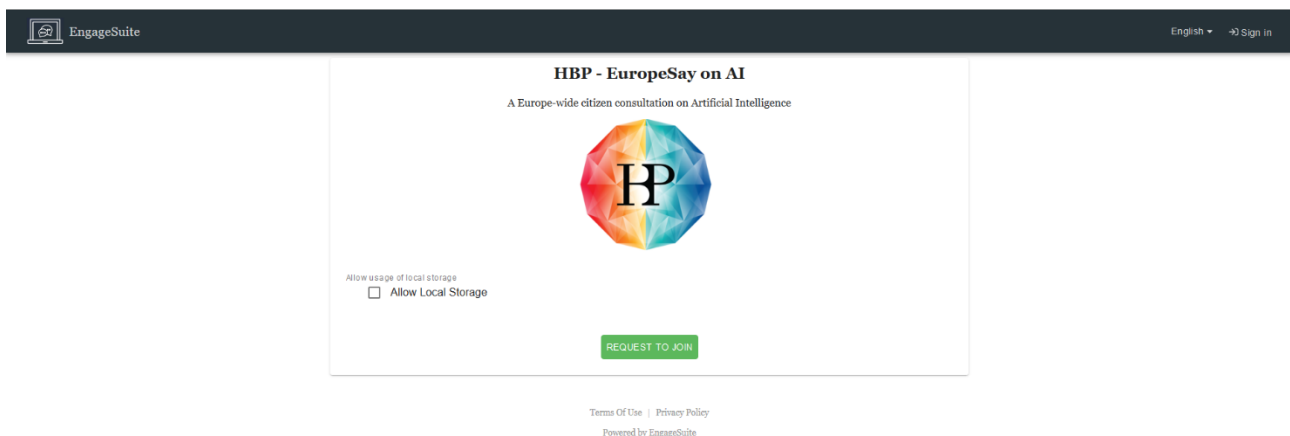 EngageSuite
English
Sign in
HBP - EuropeSay on AI
A Europe-wide citizen consultation on Artificial Intelligence
HBP
Allow usage of local storage
Allow Local Storage
REQUEST TO JOIN
Terms Of Use | Privacy Policy
Powered by EngageSuite